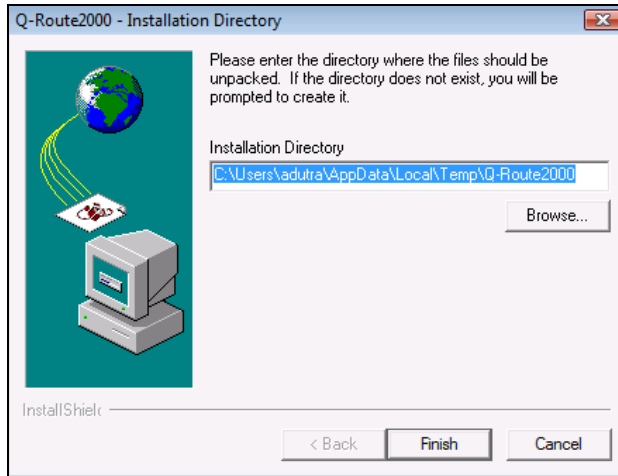 Q-Route2000 - Installation Directory
Please enter the directory where the files should be
unpacked. If the directory does not exist, you will be
prompted to create it.
Installation Directory
C:\Users\adutra\AppData\Local\Temp\Q-Route2000
Browse...
InstallShield
< Back
Finish
Cancel